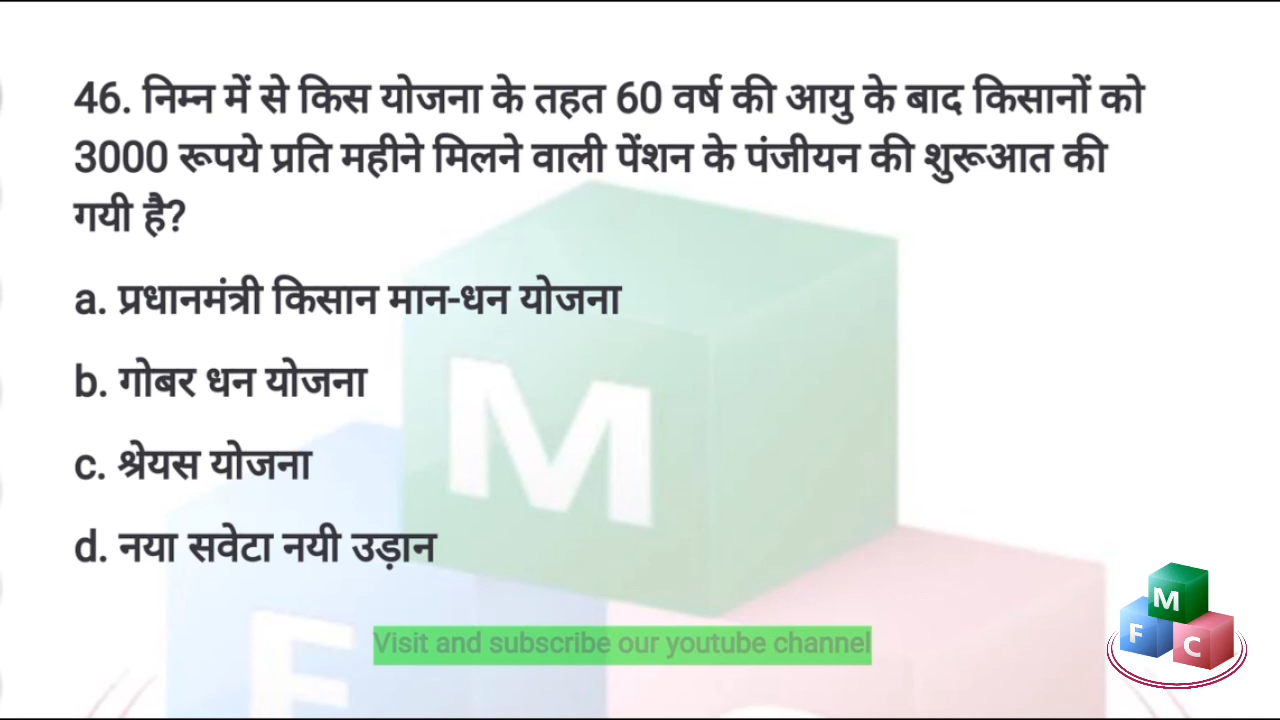 46. निम्न में से किस योजना के तहत 60 वर्ष की आयु के बाद किसानों को
3000 रूपये प्रति महीने मिलने वाली पेंशन के पंजीयन की शुरूआत की
गयी है?
a. प्रधानमंत्री किसान मान-धन योजना
b. गोबर धन योजना
c. श्रेयस योजना
d. नया सवेटा नयी उड़ान
Visit and subscribe our youtube channel
M
F
M
F C